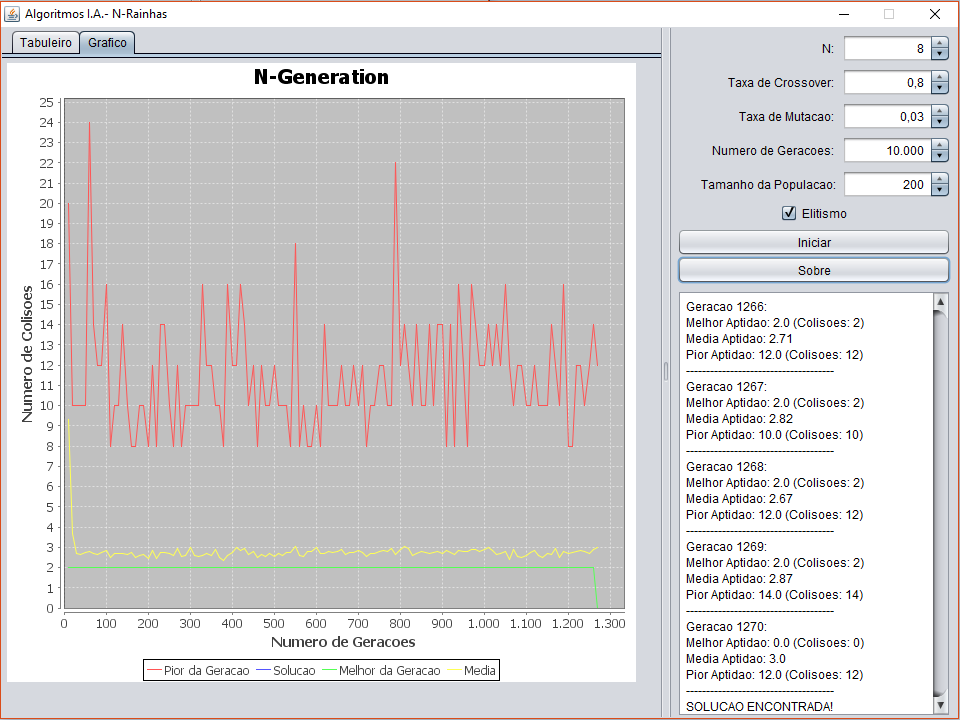 Algoritmos I.A.- N-Rainhas
Tabuleiro
Grafico
N-Generation
25
24
23
22
21
20
19
18
17
16
15
14
13
12
11
10
9
8
7
6
5
4
3
2
1
0
Numero de Colisoes
0 100 200 300 400 500 600 700 800 900 1.000 1.100 1.200 1.300
Numero de Geracoes
Pior da Geracao Solucao Melhor da Geracao Media
N: 8
Taxa de Crossover: 0,8
Taxa de Mutacao: 0,03
Numero de Geracoes: 10.000
Tamanho da Populacao: 200
Elitismo
Iniciar
Sobre
Geracao 1266:
Melhor Aptidao: 2.0 (Colisoes: 2)
Media Aptidao: 2.71
Pior Aptidao: 12.0 (Colisoes: 12)
-------------------------------------
Geracao 1267:
Melhor Aptidao: 2.0 (Colisoes: 2)
Media Aptidao: 2.82
Pior Aptidao: 10.0 (Colisoes: 10)
-------------------------------------
Geracao 1268:
Melhor Aptidao: 2.0 (Colisoes: 2)
Media Aptidao: 2.67
Pior Aptidao: 12.0 (Colisoes: 12)
-------------------------------------
Geracao 1269:
Melhor Aptidao: 2.0 (Colisoes: 2)
Media Aptidao: 2.87
Pior Aptidao: 14.0 (Colisoes: 14)
-------------------------------------
Geracao 1270:
Melhor Aptidao: 0.0 (Colisoes: 0)
Media Aptidao: 3.0
Pior Aptidao: 12.0 (Colisoes: 12)
-------------------------------------
SOLUCAO ENCONTRADA!